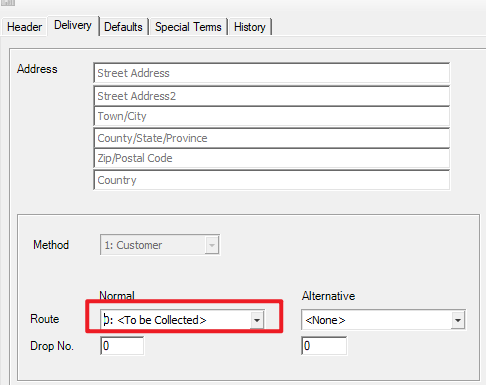 Header Delivery Defaults Special Terms History
Address
Street Address
Street Address2
Town/City
County/State/Province
Zip/Postal Code
Country
Method 1: Customer
Normal Alternative
Route 0: <To be Collected> <None>
Drop No. 0 0